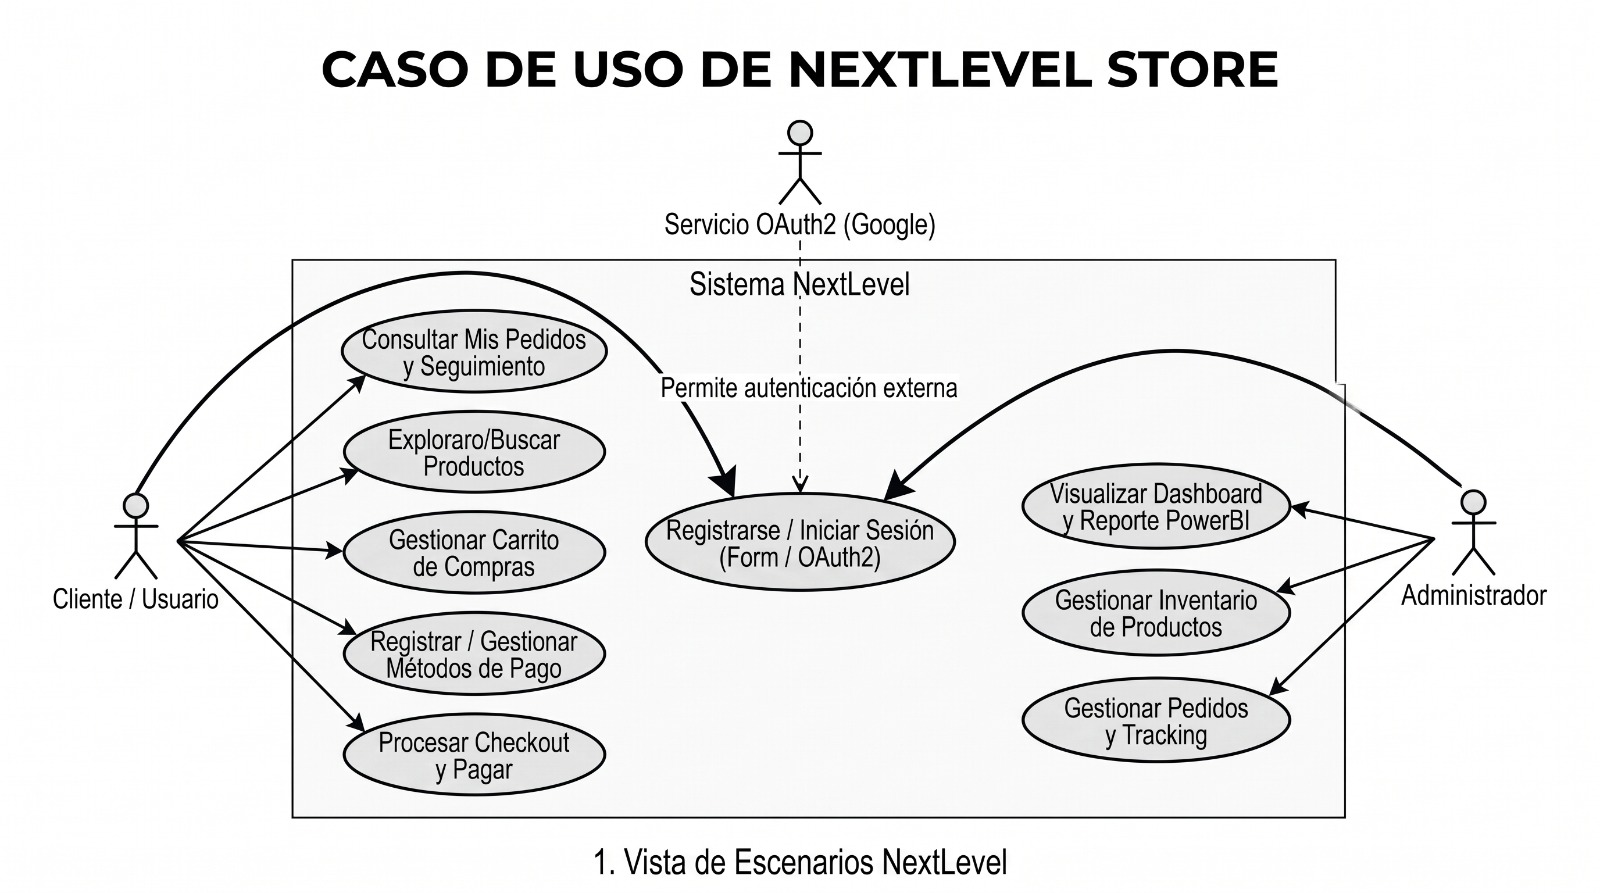 CASO DE USO DE NEXTLEVEL STORE
Servicio OAuth2 (Google)
Sistema NextLevel
Permite autenticación externa
Consultar Mis Pedidos
y Seguimiento
Exploraro/Buscar
Productos
Gestionar Carrito
de Compras
Registrar / Gestionar
Métodos de Pago
Procesar Checkout
y Pagar
Cliente / Usuario
Registrarse / Iniciar Sesión
(Form / OAuth2)
Visualizar Dashboard
y Reporte PowerBI
Gestionar Inventario
de Productos
Gestionar Pedidos
y Tracking
Administrador
1. Vista de Escenarios NextLevel